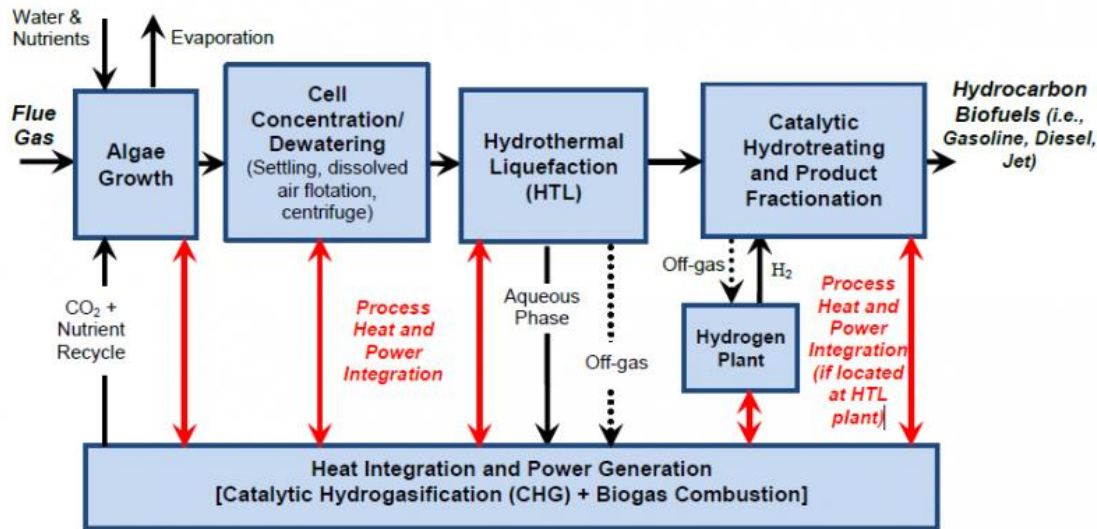 Water &
Nutrients
Evaporation
Flue
Gas
Algae
Growth
Cell
Concentration/
Dewatering
(Settling, dissolved
air flotation,
centrifuge)
Hydrothermal
Liquefaction
(HTL)
Catalytic
Hydrotreating
and Product
Fractionation
Hydrocarbon
Biofuels (i.e.,
Gasoline, Diesel,
Jet)
CO₂ +
Nutrient
Recycle
Process
Heat and
Power
Integration
Aqueous
Phase
Off-gas
Off-gas
H₂
Hydrogen
Plant
Process
Heat and
Power
Integration
(if located
at HTL
plant)
Heat Integration and Power Generation
[Catalytic Hydrogasification (CHG) + Biogas Combustion]